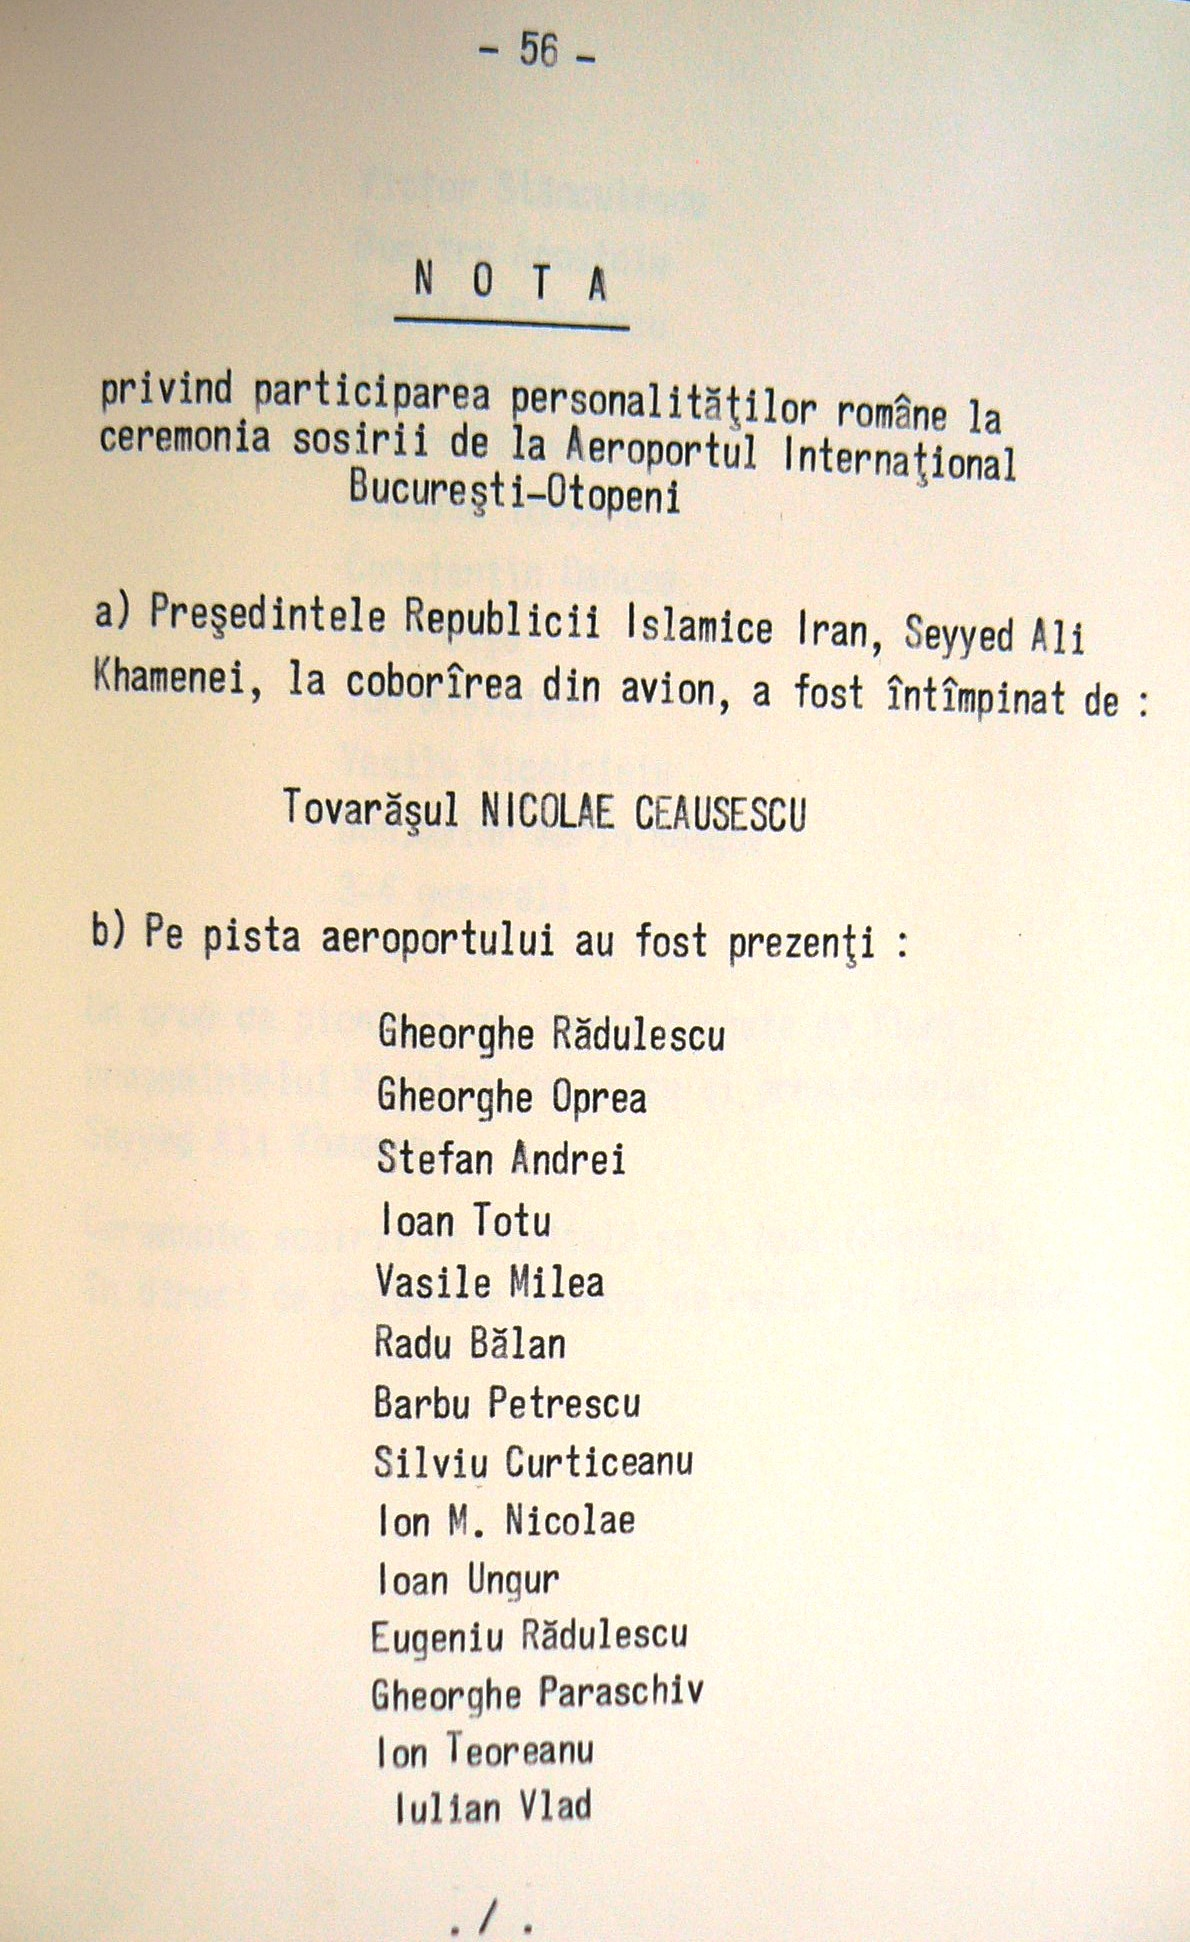 - 56 -
N O T A
privind participarea personalităţilor române la
ceremonia sosirii de la Aeroportul Internaţional
Bucureşti-Otopeni
a) Preşedintele Republicii Islamice Iran, Seyyed Ali
Khamenei, la coborîrea din avion, a fost întîmpinat de :
Tovarăşul NICOLAE CEAUSESCU
b) Pe pista aeroportului au fost prezenţi :
Gheorghe Rădulescu
Gheorghe Oprea
Stefan Andrei
Ioan Totu
Vasile Milea
Radu Bălan
Barbu Petrescu
Silviu Curticeanu
Ion M. Nicolae
Ioan Ungur
Eugeniu Rădulescu
Gheorghe Paraschiv
Ion Teoreanu
Iulian Vlad
. / .